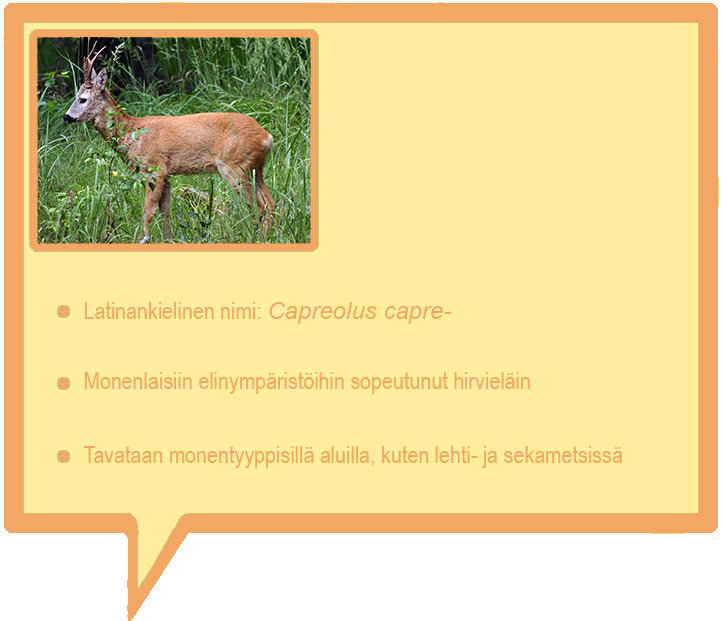 Latinankielinen nimi: Capreolus capre-
Monenlaisiin elinympäristöihin sopeutunut hirvieläin
Tavataan monentyyppisillä aluilla, kuten lehti- ja sekametsissä